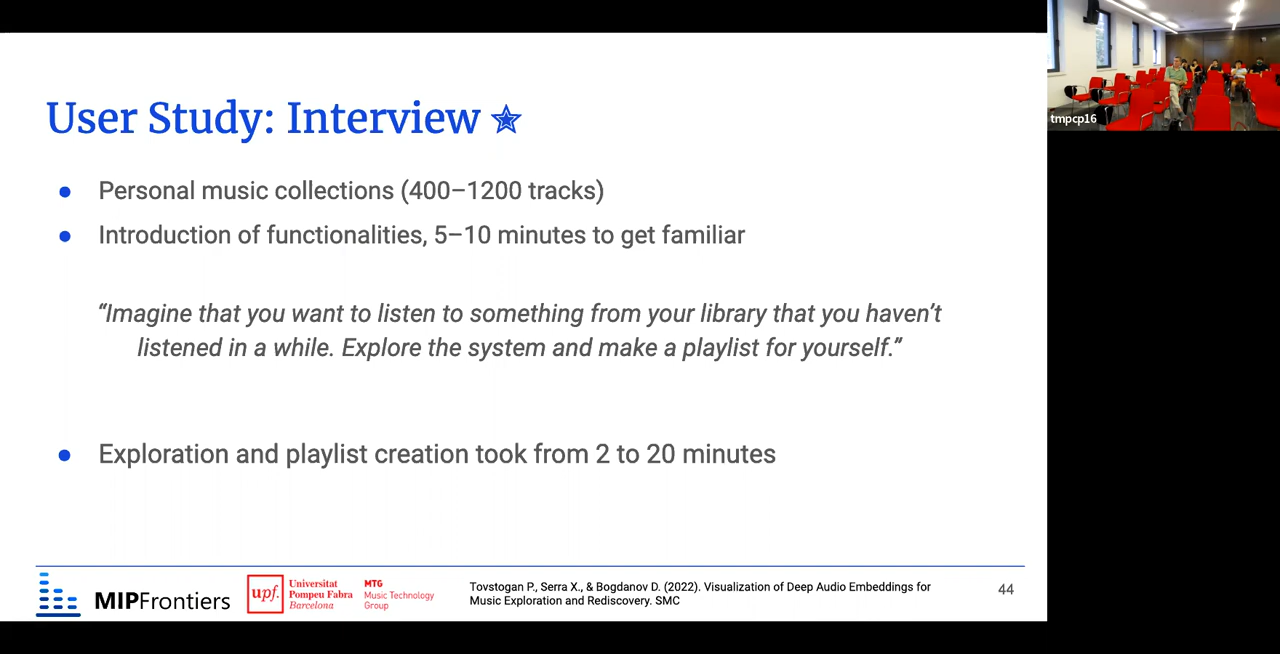 User Study: Interview
Personal music collections (400–1200 tracks)
Introduction of functionalities, 5–10 minutes to get familiar
“Imagine that you want to listen to something from your library that you haven’t
listened in a while. Explore the system and make a playlist for yourself.”
Exploration and playlist creation took from 2 to 20 minutes
MIPFrontiers
upf.
Universitat
Pompeu Fabra
Barcelona
MTG
Music Technology
Group
Tovstogan P., Serra X., & Bogdanov D. (2022). Visualization of Deep Audio Embeddings for
Music Exploration and Rediscovery. SMC
44
tmpcp16